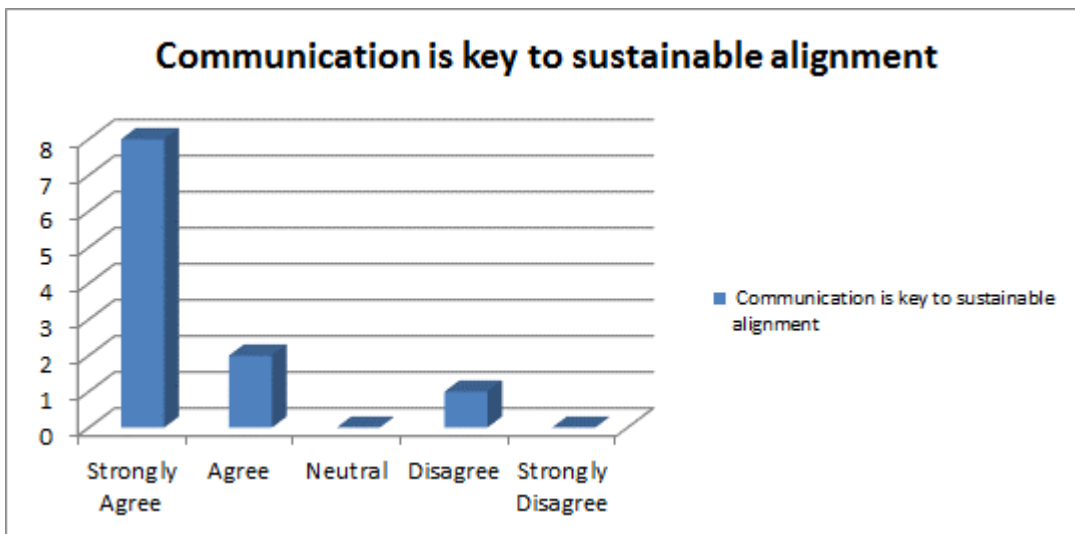 Communication is key to sustainable alignment
8
7
6
5
4
3
2
1
0
Strongly Agree
Agree
Neutral
Disagree
Strongly Disagree
Communication is key to sustainable
alignment